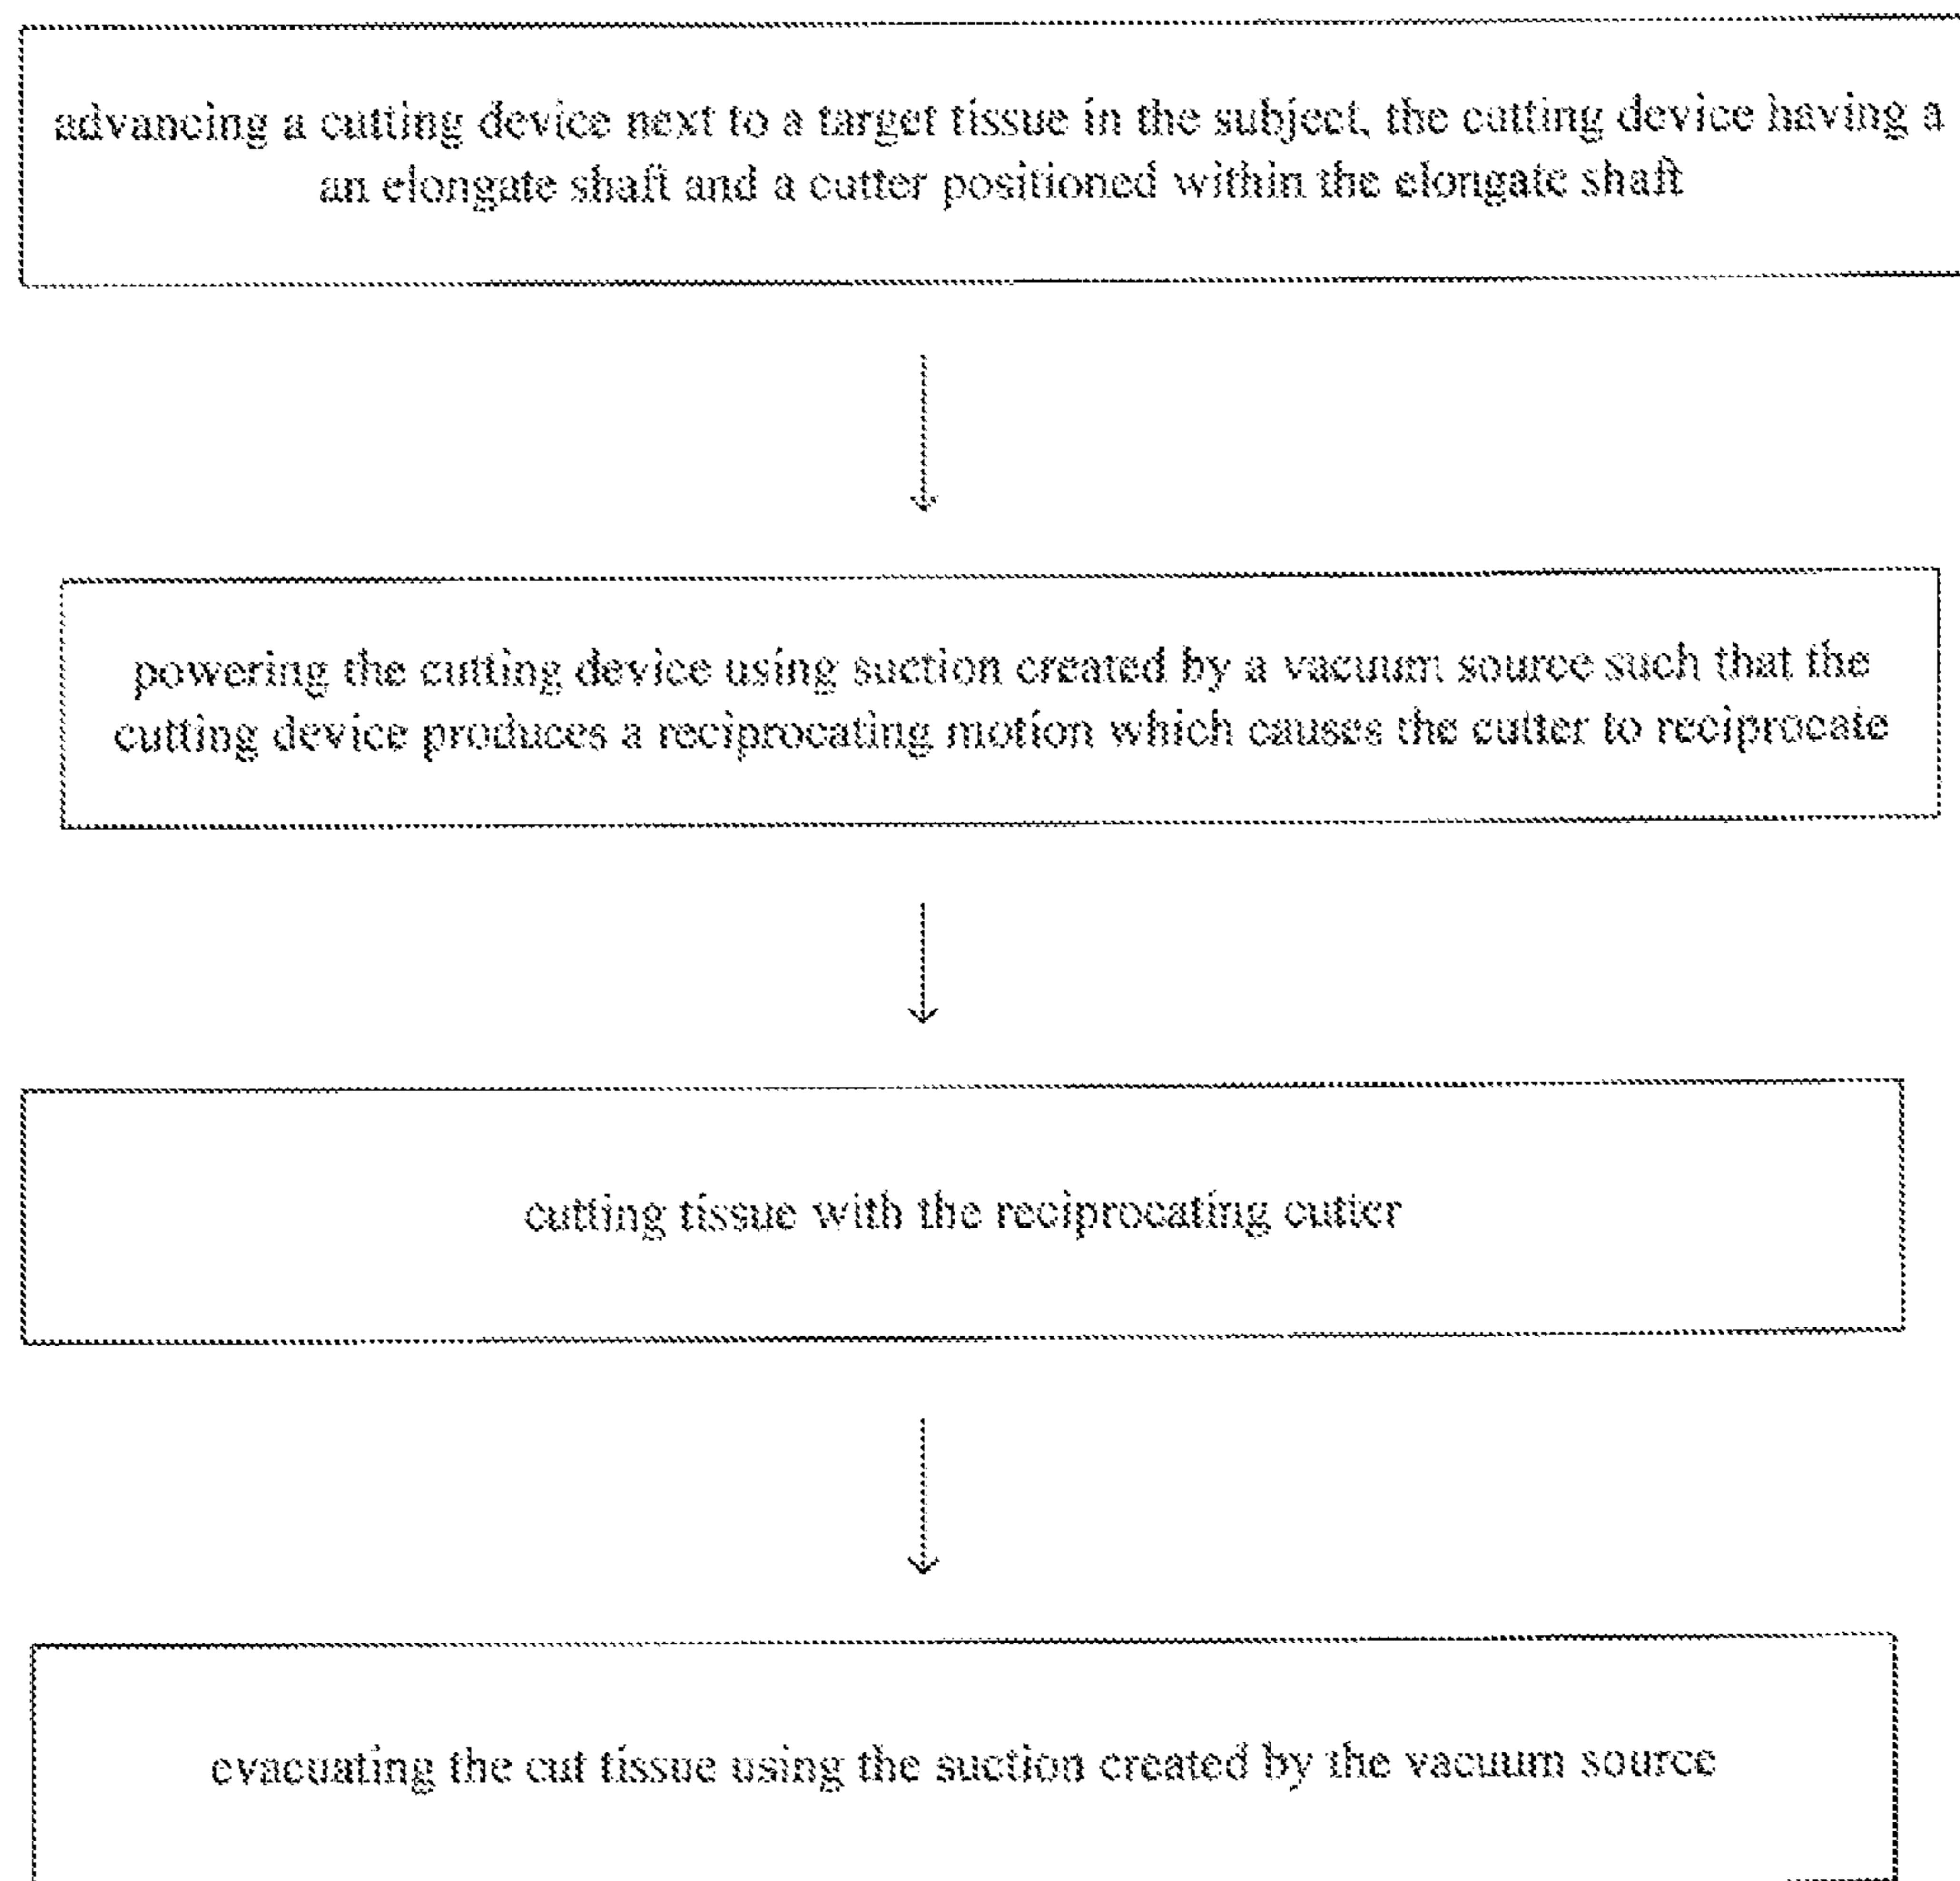 advancing a cutting device next to a target tissue in the subject, the cutting device having a
an elongate shaft and a cutter positioned within the elongate shaft
powering the cutting device using suction created by a vacuum source such that the
cutting device produces a reciprocating motion which causes the cutter to reciprocate
cutting tissue with the reciprocating cutter
evacuating the cut tissue using the suction created by the vacuum source